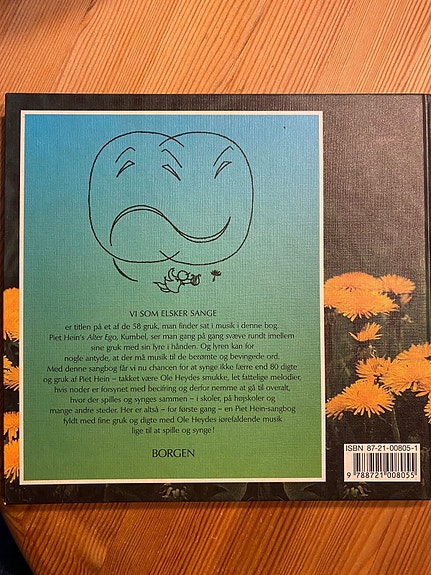 VI SOM ELSKER SANGE
er titlen på et af de 58 gruk, man finder sat i musik i denne bog.
Piet Hein's Alter Ego, Kumbel, ser man gang på gang svæve rundt imellem
sine gruk med sin lyre i hånden. Og lyren kan for
nogle antyde, at der må musik til de berømte og bevingede ord.
Med denne sangbog får vi nu chancen for at synge ikke færre end 80 digte
og gruk af Piet Hein – takket være Ole Heydes smukke, let fattelige melodier,
hvis noder er forsynet med becifring og derfor nemme at gå til overalt,
hvor der spilles og synges sammen – i skoler, på højskoler og
mange andre steder. Her er altså – for første gang – en Piet Hein-sangbog
fyldt med fine gruk og digte med Ole Heydes iørefaldende musik
lige til at spille og synge!
BORGEN
ISBN 87-21-00805-1
9 788721 008055